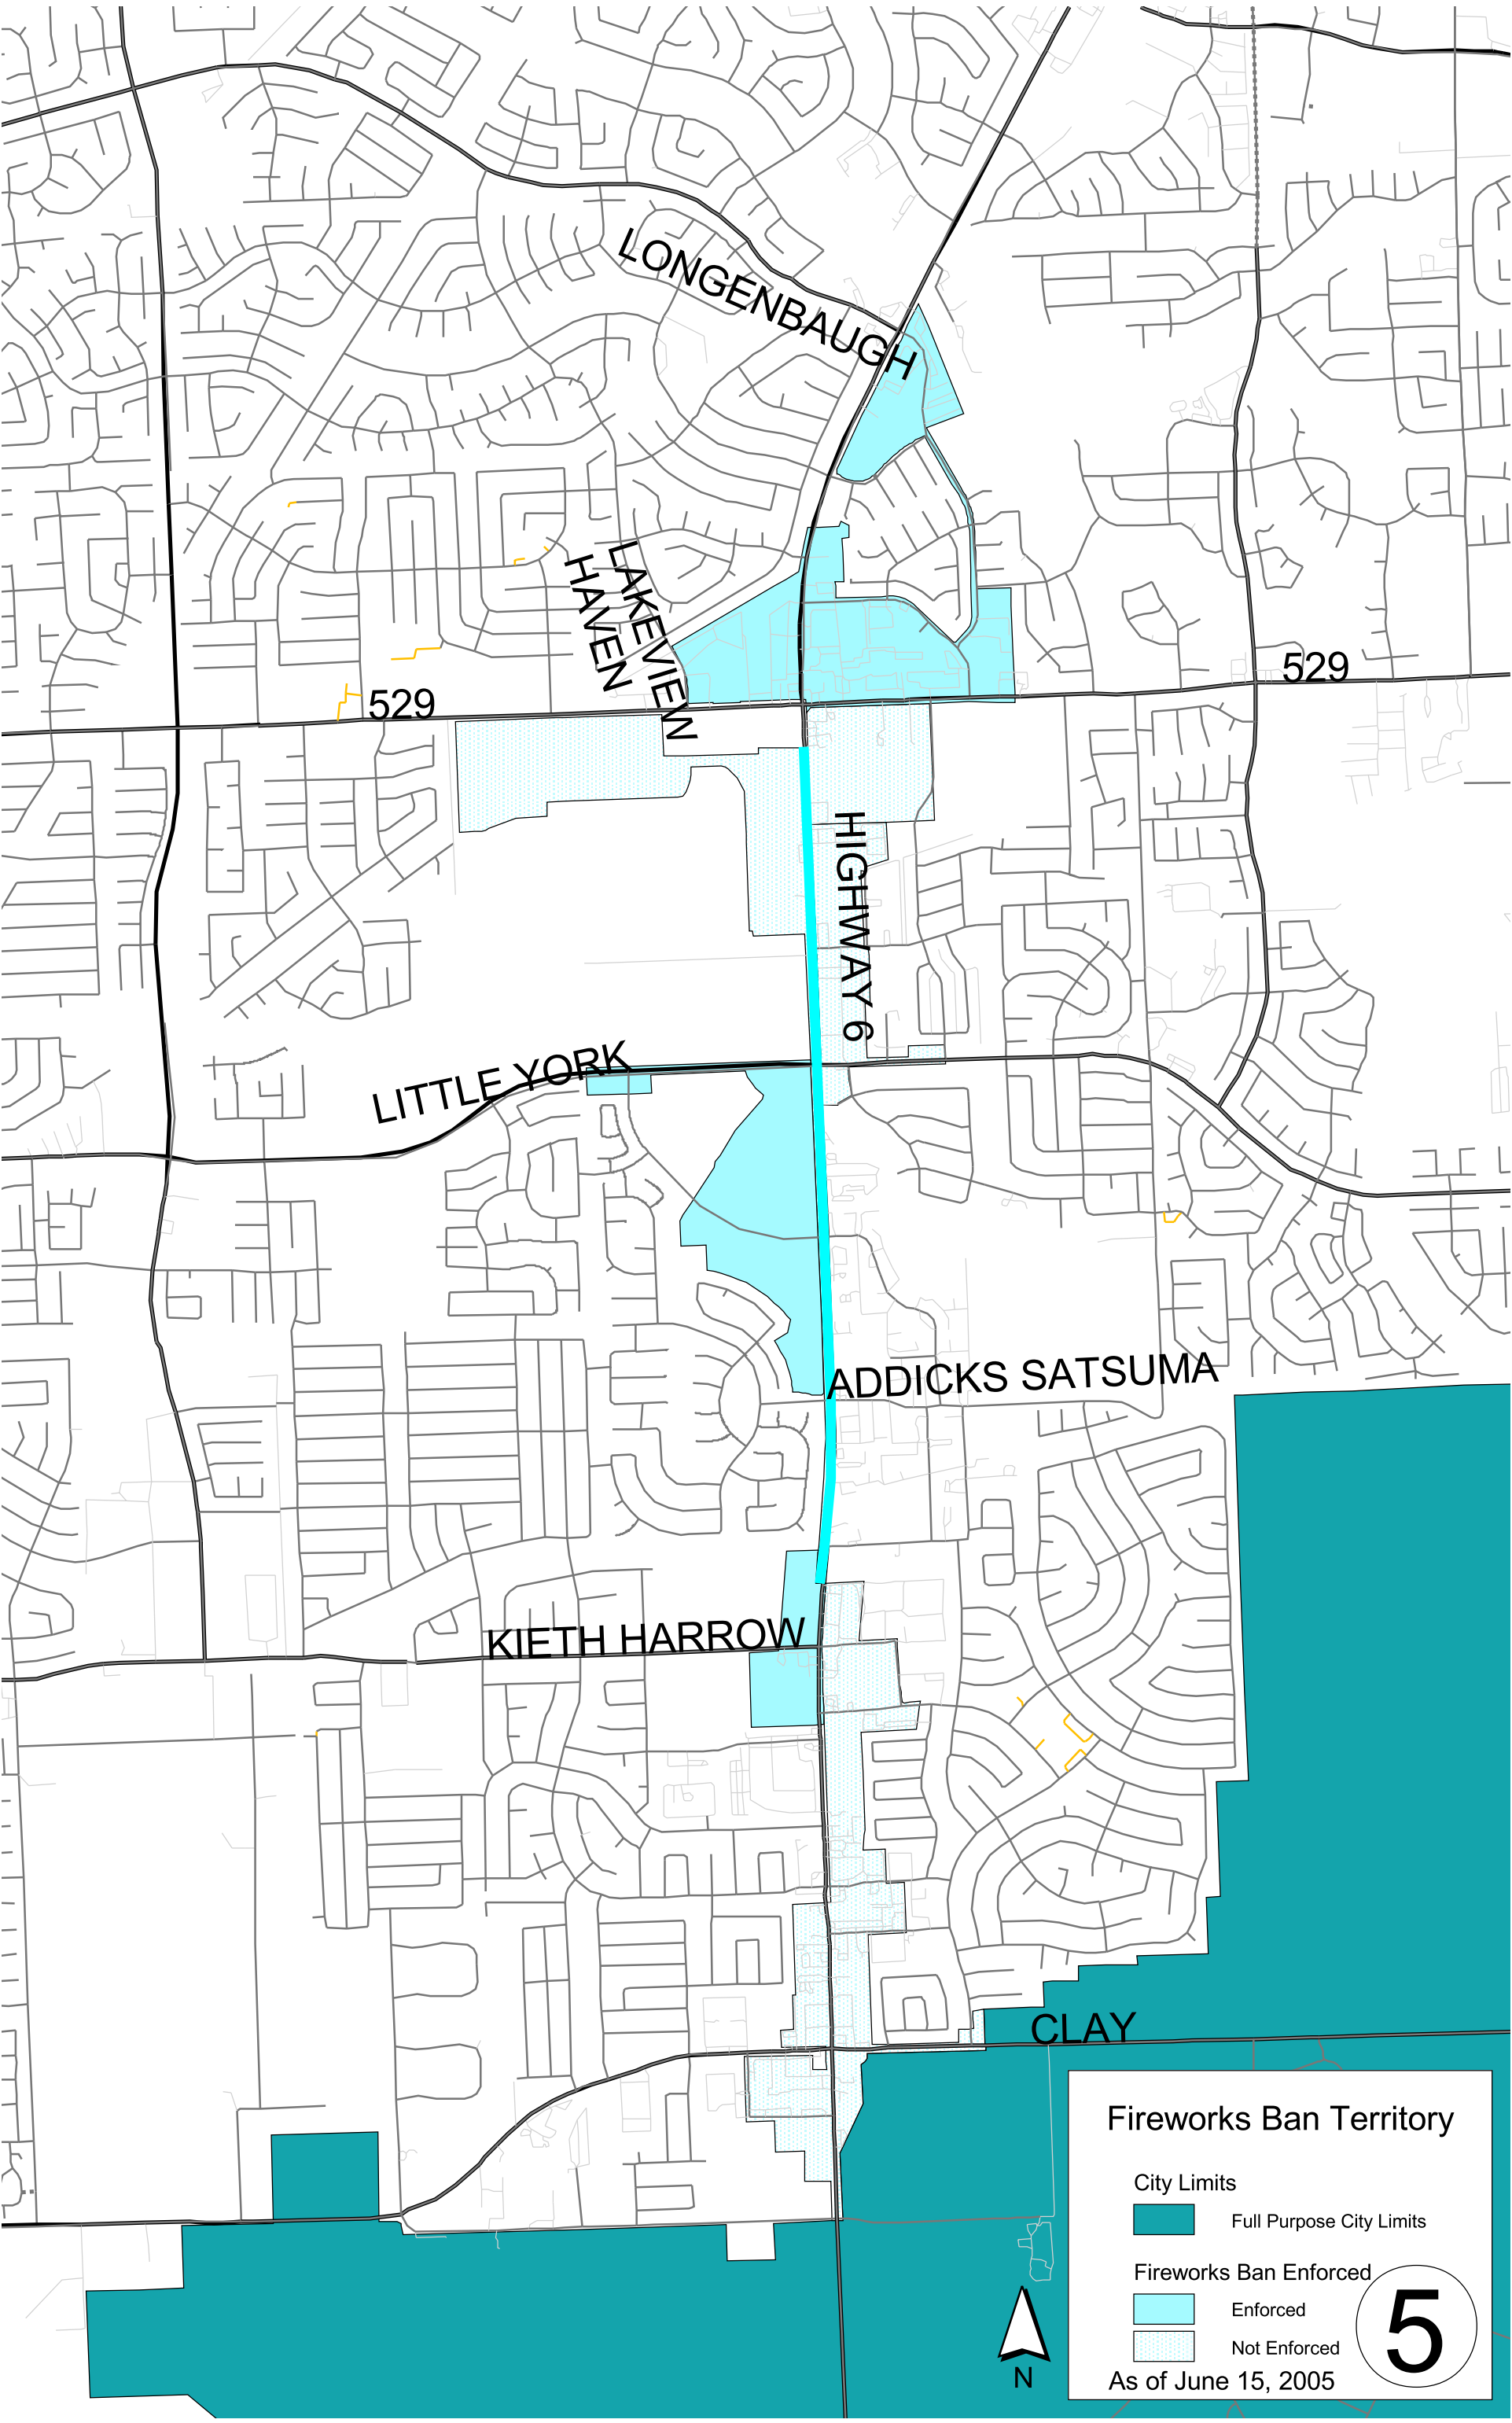 LONGENBAUGH
LAKEVIEW
HAVEN
529
529
HIGHWAY 6
LITTLE YORK
ADDICKS SATSUMA
KIETH HARROW
CLAY
Fireworks Ban Territory
City Limits
Full Purpose City Limits
Fireworks Ban Enforced
Enforced
Not Enforced
5
As of June 15, 2005
N